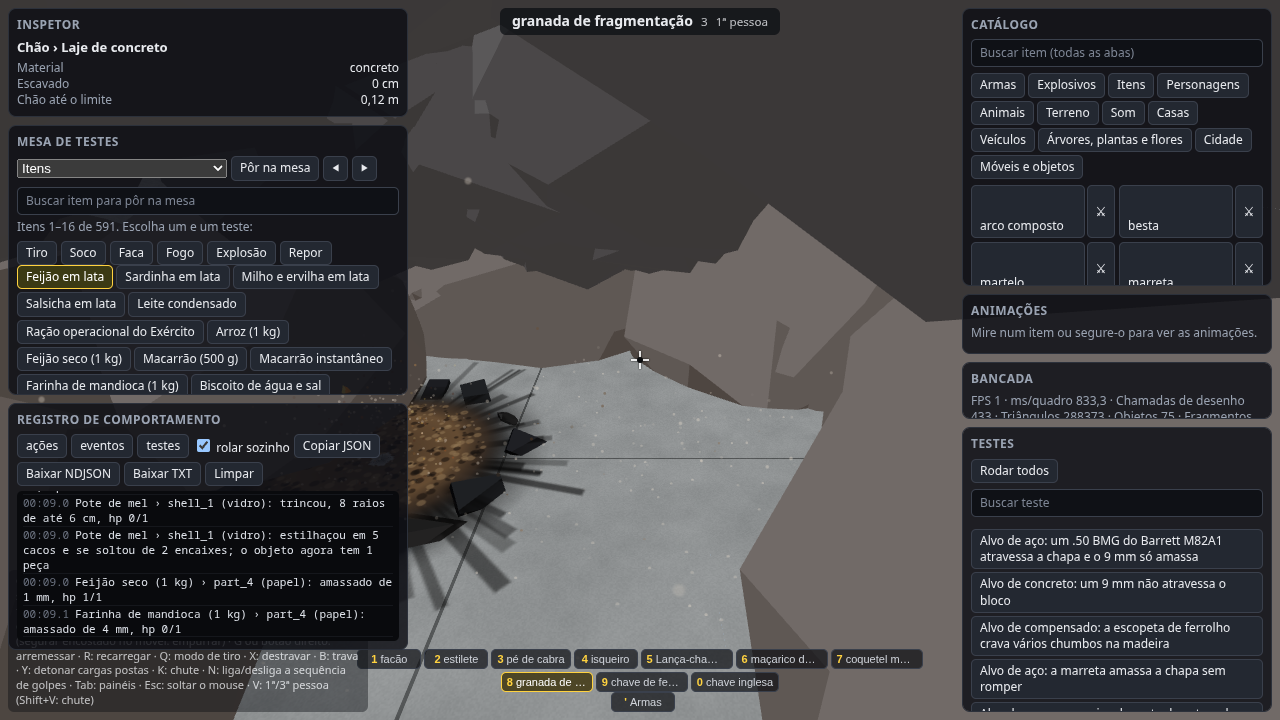 INSPETOR
Chão › Laje de concreto
Material concreto
Escavado 0 cm
Chão até o limite 0,12 m
MESA DE TESTES
Itens Pôr na mesa ◄ ►
Buscar item para pôr na mesa
Itens 1–16 de 591. Escolha um e um teste:
Tiro Soco Faca Fogo Explosão Repor
Feijão em lata Sardinha em lata Milho e ervilha em lata
Salsicha em lata Leite condensado
Ração operacional do Exército Arroz (1 kg)
Feijão seco (1 kg) Macarrão (500 g) Macarrão instantâneo
Farinha de mandioca (1 kg) Biscoito de água e sal
REGISTRO DE COMPORTAMENTO
ações eventos testes rolar sozinho Copiar JSON
Baixar NDJSON Baixar TXT Limpar
00:09.0 Pote de mel › shell_1 (vidro): trincou, 8 raios
de até 6 cm, hp 0/1
00:09.0 Pote de mel › shell_1 (vidro): estilhaçou em 5
cacos e se soltou de 2 encaixes; o objeto agora tem 1
peça
00:09.0 Feijão seco (1 kg) › part_4 (papel): amassado de
1 mm, hp 1/1
00:09.1 Farinha de mandioca (1 kg) › part_4 (papel):
amassado de 4 mm, hp 0/1
arremessar · R: recarregar · Q: modo de tiro · X: destravar · B: trava
· Y: detonar cargas postas · K: chute · N: liga/desliga a sequência
de golpes · Tab: painéis · Esc: soltar o mouse · V: 1ª/3ª pessoa
(Shift+V: chute)
granada de fragmentação 3 1ª pessoa
1 facão 2 estilete 3 pé de cabra 4 isqueiro 5 Lança-cha… 6 maçarico d… 7 coquetel m…
8 granada de … 9 chave de fe… 0 chave inglesa
' Armas
CATÁLOGO
Buscar item (todas as abas)
Armas Explosivos Itens Personagens
Animais Terreno Som Casas
Veículos Árvores, plantas e flores Cidade
Móveis e objetos
arco composto ⚔ besta ⚔
martelo ⚔ marreta ⚔
ANIMAÇÕES
Mire num item ou segure-o para ver as animações.
BANCADA
FPS 1 · ms/quadro 833,3 · Chamadas de desenho
433 · Triângulos 288373 · Objetos 75 · Fragmentos
TESTES
Rodar todos
Buscar teste
Alvo de aço: um .50 BMG do Barrett M82A1
atravessa a chapa e o 9 mm só amassa
Alvo de concreto: um 9 mm não atravessa o
bloco
Alvo de compensado: a escopeta de ferrolho
crava vários chumbos na madeira
Alvo de aço: a marreta amassa a chapa sem
romper